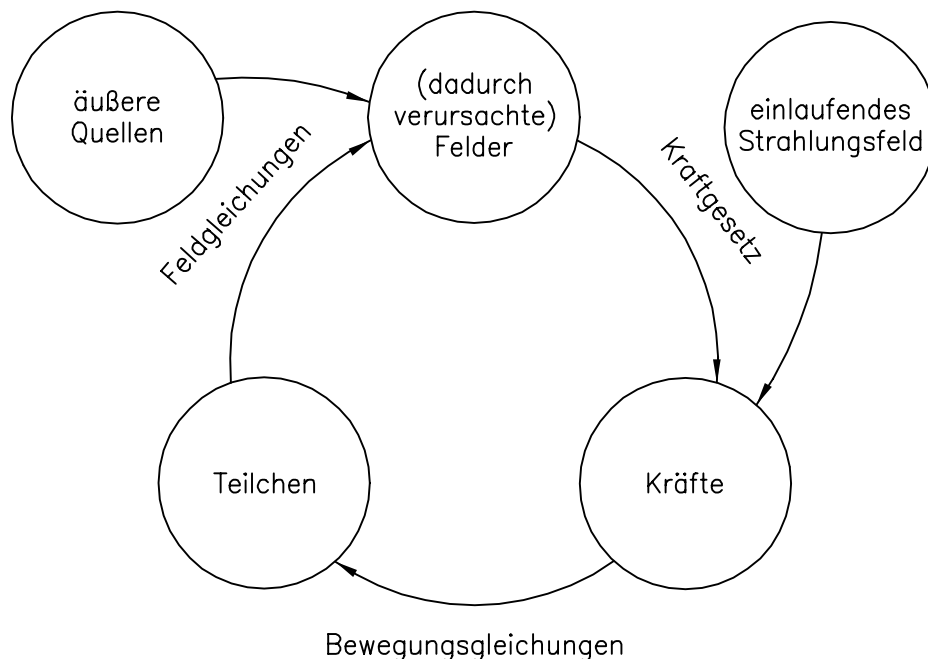 äußere
Quellen
(dadurch
verursachte)
Felder
einlaufendes
Strahlungsfeld
Feldgleichungen
Kraftgesetz
Teilchen
Kräfte
Bewegungsgleichungen